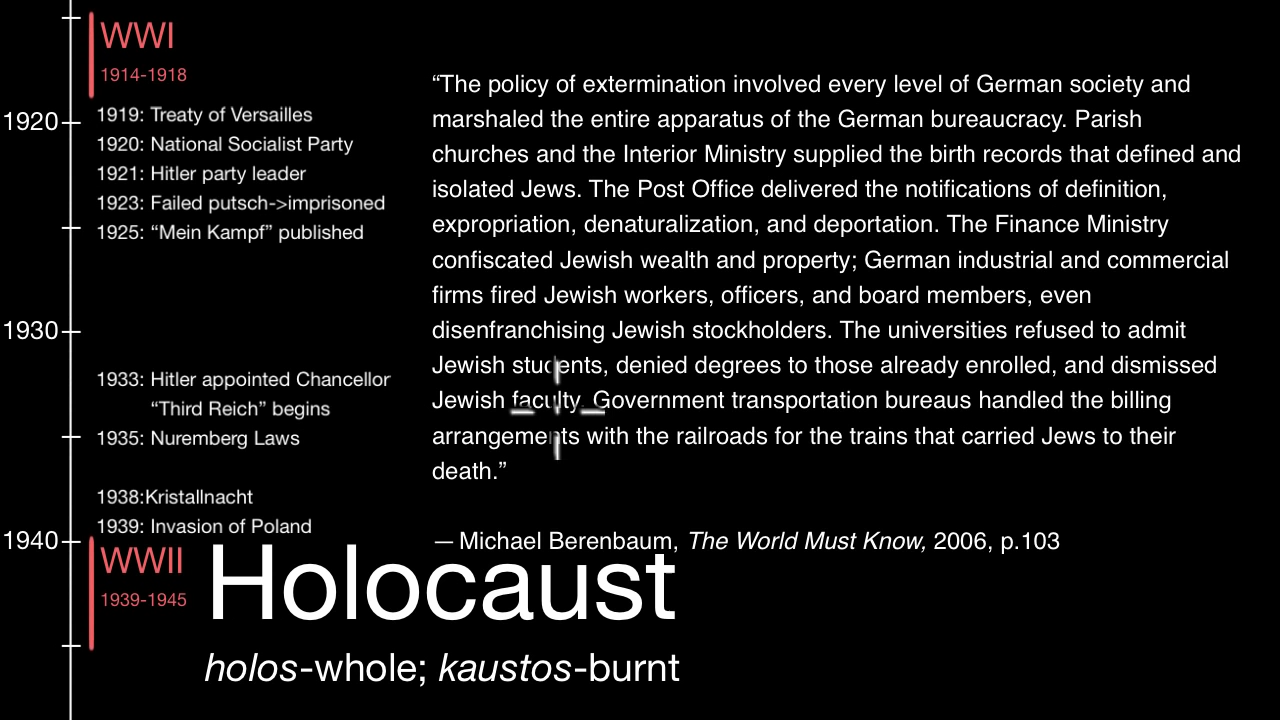 WWI
1914-1918
1919: Treaty of Versailles
1920
1920: National Socialist Party
1921: Hitler party leader
1923: Failed putsch->imprisoned
1925: “Mein Kampf” published
1930
1933: Hitler appointed Chancellor
“Third Reich” begins
1935: Nuremberg Laws
1938:Kristallnacht
1939: Invasion of Poland
1940
WWII
1939-1945
“The policy of extermination involved every level of German society and
marshaled the entire apparatus of the German bureaucracy. Parish
churches and the Interior Ministry supplied the birth records that defined and
isolated Jews. The Post Office delivered the notifications of definition,
expropriation, denaturalization, and deportation. The Finance Ministry
confiscated Jewish wealth and property; German industrial and commercial
firms fired Jewish workers, officers, and board members, even
disenfranchising Jewish stockholders. The universities refused to admit
Jewish students, denied degrees to those already enrolled, and dismissed
Jewish faculty. Government transportation bureaus handled the billing
arrangements with the railroads for the trains that carried Jews to their
death.”
— Michael Berenbaum, The World Must Know, 2006, p.103
Holocaust
holos-whole; kaustos-burnt